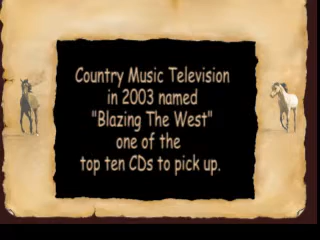 Country Music Television
in 2003 named
"Blazing The West"
one of the
top ten CDs to pick up.